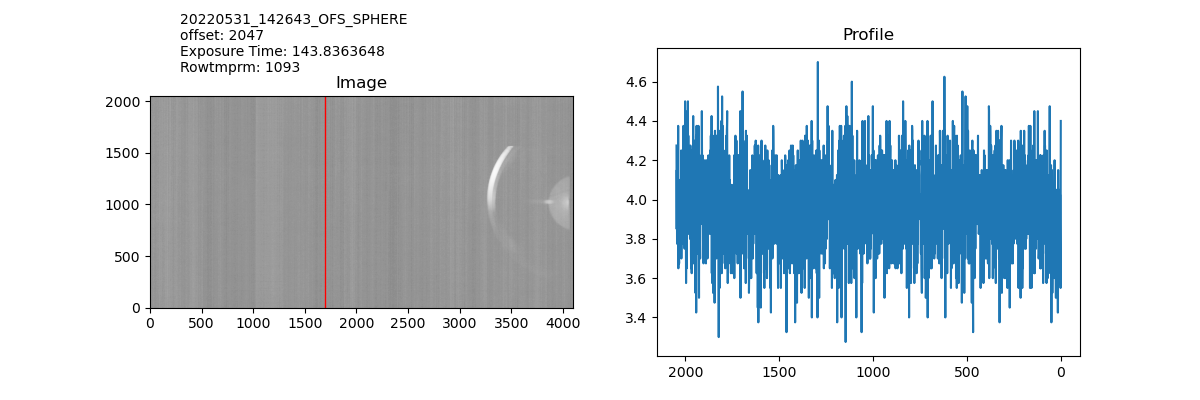 20220531_142643_OFS_SPHERE
offset: 2047
Exposure Time: 143.8363648
Rowtmprm: 1093
Image
2000
1500
1000
500
0
0 500 1000 1500 2000 2500 3000 3500 4000
Profile
4.6
4.4
4.2
4.0
3.8
3.6
3.4
2000 1500 1000 500 0